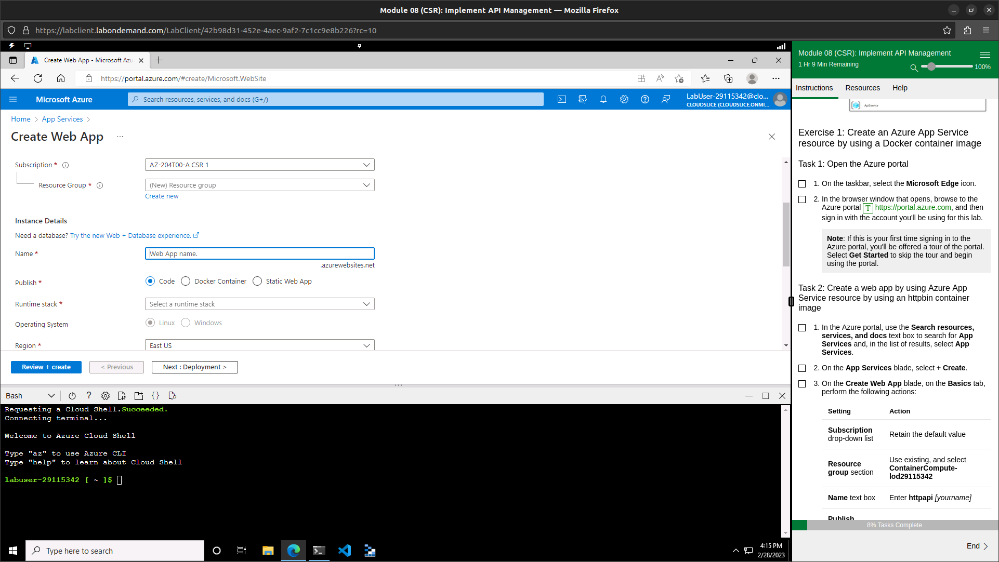 Module 08 (CSR): Implement API Management — Mozilla Firefox
https://labclient.labondemand.com/LabClient/42b98d31-452e-4aec-9af2-7c1cc9e8b226?rc=10
Create Web App - Microsoft Azu
https://portal.azure.com/#create/Microsoft.WebSite
Microsoft Azure
Search resources, services, and docs (G+/)
LabUser-29115342@clo...
CLOUDSLICE (CLOUDSLICE.ONMI...
Home > App Services >
Create Web App ...
Subscription *
AZ-204T00-A CSR 1
Resource Group *
(New) Resource group
Create new
Instance Details
Need a database? Try the new Web + Database experience.
Name *
Web App name.
.azurewebsites.net
Publish *
Code Docker Container Static Web App
Runtime stack *
Select a runtime stack
Operating System
Linux Windows
Region *
East US
Review + create
< Previous
Next : Deployment >
Bash
Requesting a Cloud Shell.Succeeded.
Connecting terminal...
Welcome to Azure Cloud Shell
Type "az" to use Azure CLI
Type "help" to learn about Cloud Shell
labuser-29115342 [ ~ ]$
Type here to search
4:15 PM
2/28/2023
Module 08 (CSR): Implement API Management
1 Hr 9 Min Remaining
100%
Instructions Resources Help
ApiService
Exercise 1: Create an Azure App Service
resource by using a Docker container image
Task 1: Open the Azure portal
1. On the taskbar, select the Microsoft Edge icon.
2. In the browser window that opens, browse to the
Azure portal T https://portal.azure.com, and then
sign in with the account you'll be using for this lab.
Note: If this is your first time signing in to the
Azure portal, you'll be offered a tour of the portal.
Select Get Started to skip the tour and begin
using the portal.
Task 2: Create a web app by using Azure App
Service resource by using an httpbin container
image
1. In the Azure portal, use the Search resources,
services, and docs text box to search for App
Services and, in the list of results, select App
Services.
2. On the App Services blade, select + Create.
3. On the Create Web App blade, on the Basics tab,
perform the following actions:
Setting Action
Subscription
drop-down list
Retain the default value
Resource
group section
Use existing, and select
ContainerCompute-
lod29115342
Name text box
Enter httpapi [yourname]
Publish
8% Tasks Complete
End